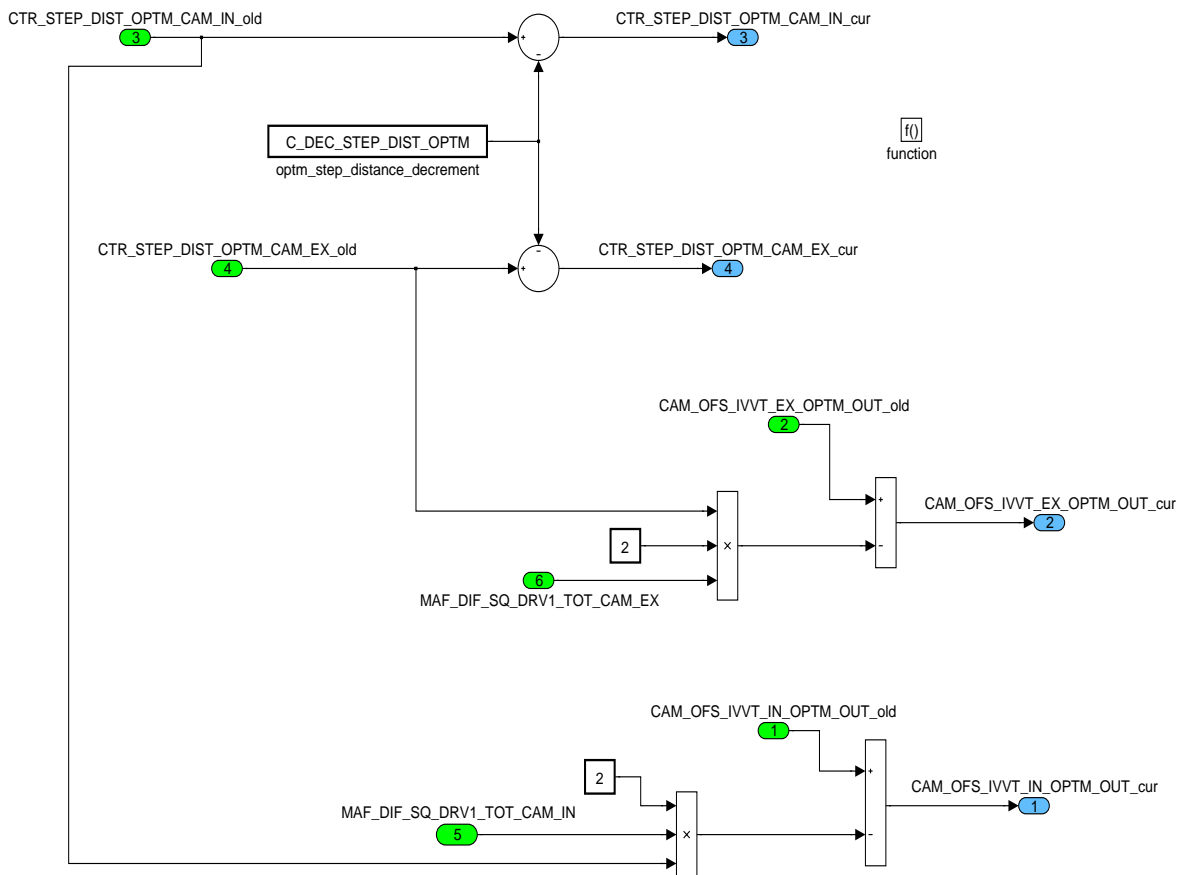 CTR_STEP_DIST_OPTM_CAM_IN_old
3
+
-
CTR_STEP_DIST_OPTM_CAM_IN_cur
3
C_DEC_STEP_DIST_OPTM
optm_step_distance_decrement
f()
function
CTR_STEP_DIST_OPTM_CAM_EX_old
4
-
+
CTR_STEP_DIST_OPTM_CAM_EX_cur
4
CAM_OFS_IVVT_EX_OPTM_OUT_old
2
+
-
CAM_OFS_IVVT_EX_OPTM_OUT_cur
2
2
×
6
MAF_DIF_SQ_DRV1_TOT_CAM_EX
CAM_OFS_IVVT_IN_OPTM_OUT_old
1
+
-
CAM_OFS_IVVT_IN_OPTM_OUT_cur
1
2
MAF_DIF_SQ_DRV1_TOT_CAM_IN
5
×